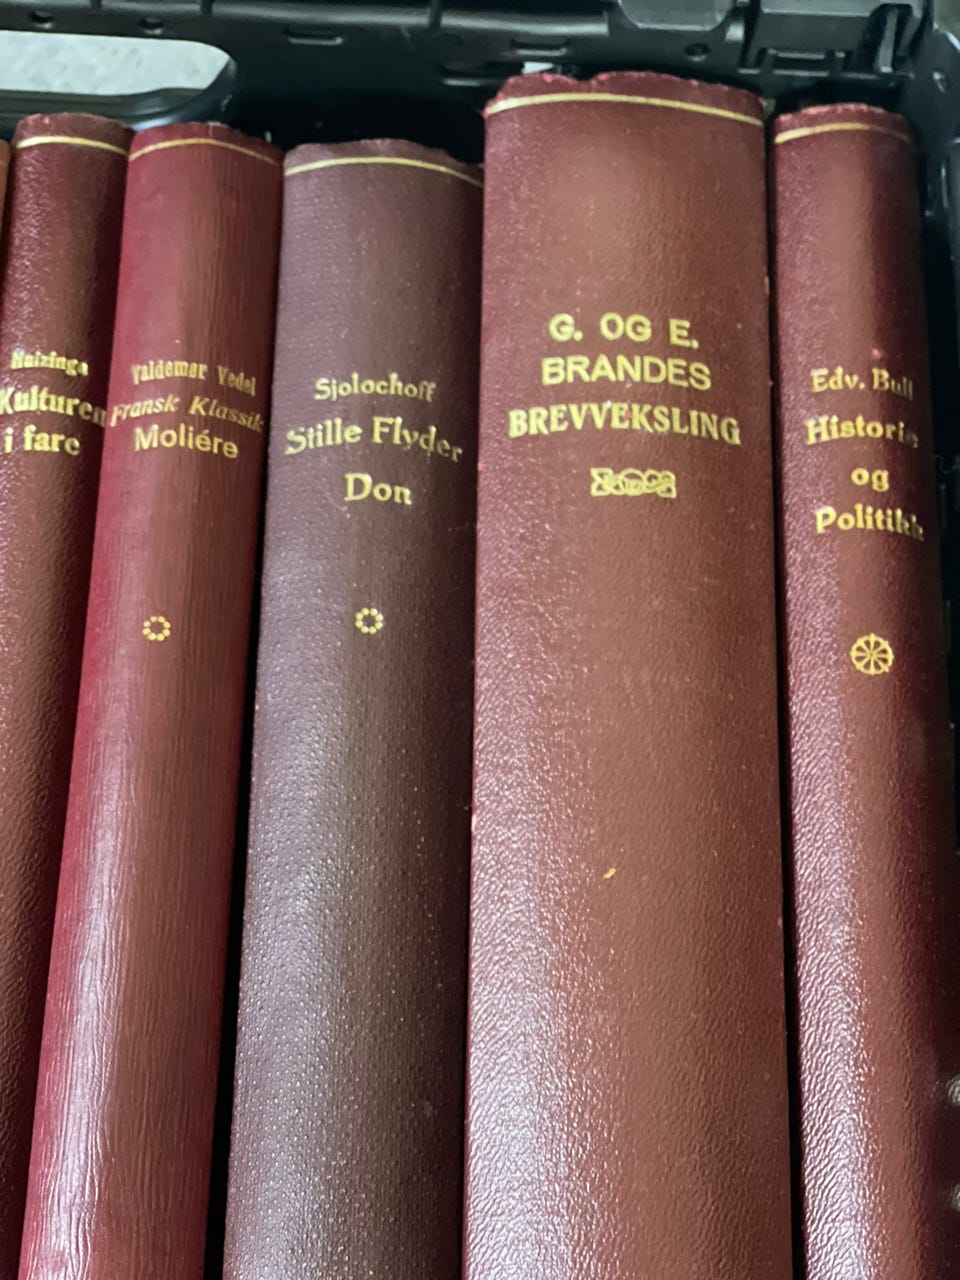 Huizinga
Kulturen
i fare
Valdemar Vedel
Fransk Klassik
Moliére
Sjolochoff
Stille Flyder
Don
G. OG E.
BRANDES
BREVVEKSLING
Edv. Bull
Historie
og
Politikk